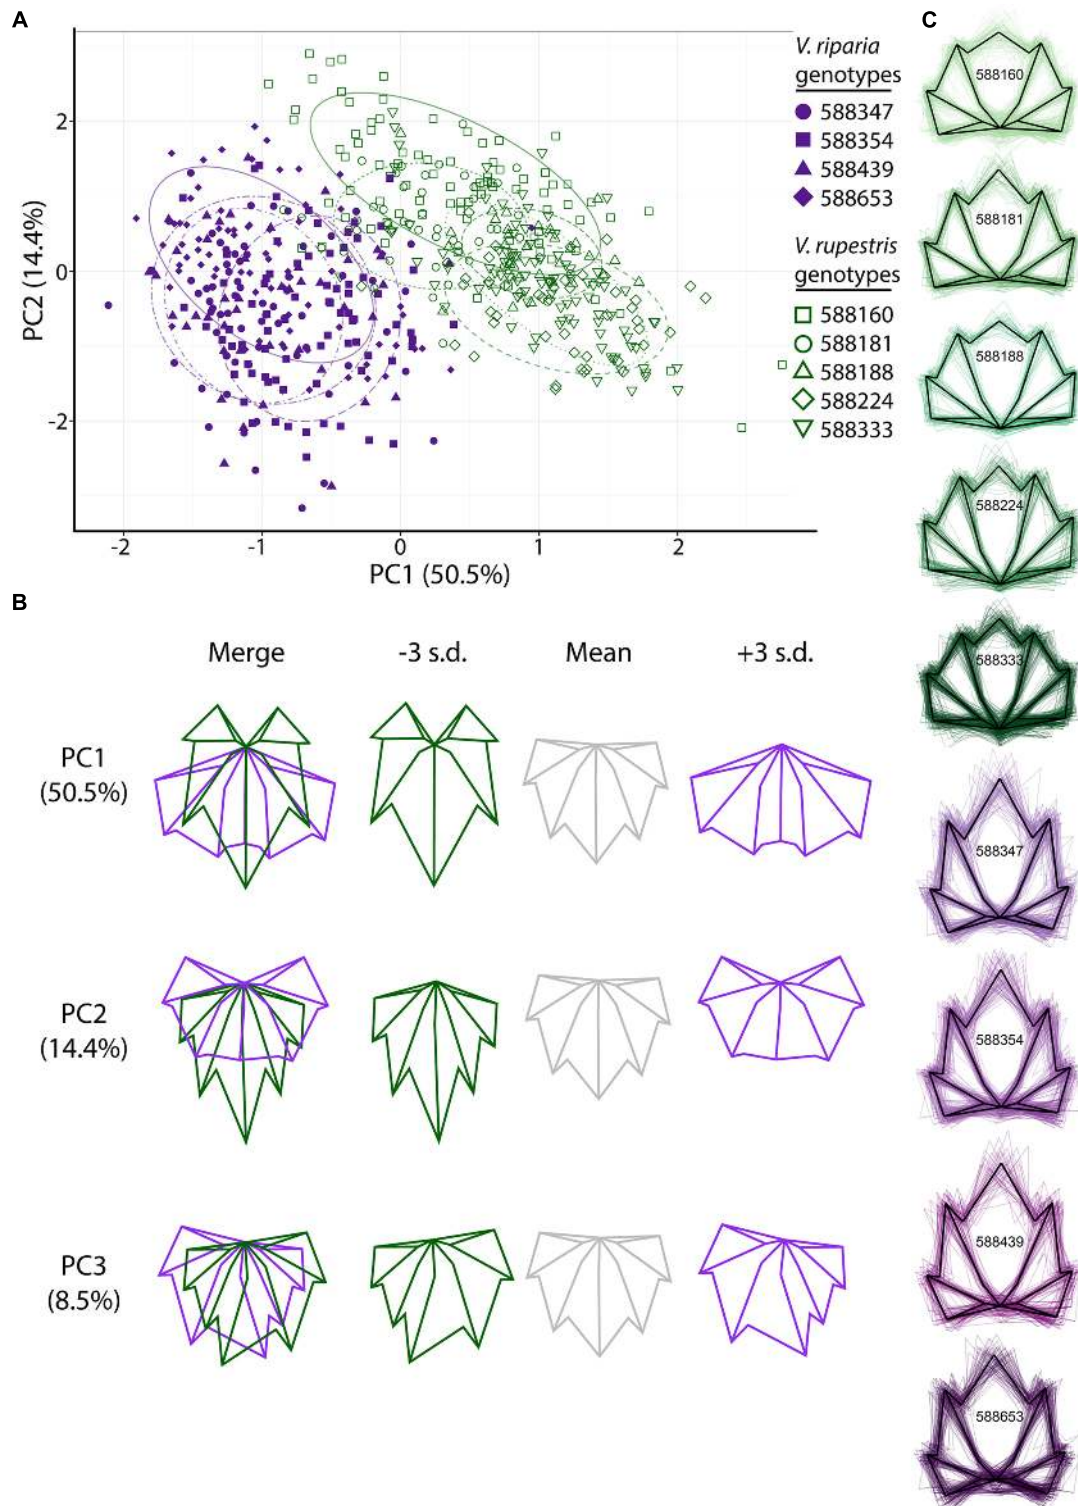 A
PC2 (14.4%)
2
0
-2
-2
-1
0
1
2
PC1 (50.5%)
V. riparia
genotypes
588347
588354
588439
588653
V. rupestris
genotypes
588160
588181
588188
588224
588333
B
Merge
-3 s.d.
Mean
+3 s.d.
PC1
(50.5%)
PC2
(14.4%)
PC3
(8.5%)
C
588160
588181
588188
588224
588333
588347
588354
588439
588653